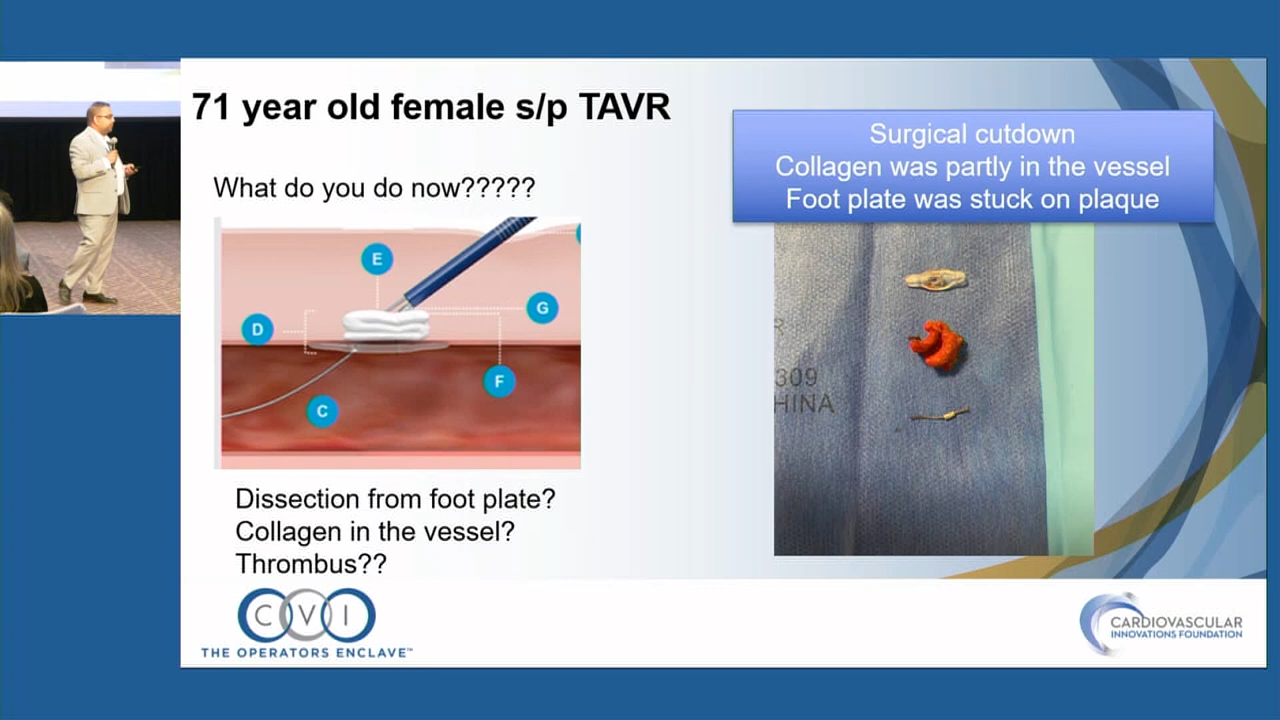 71 year old female s/p TAVR
What do you do now?????
E
G
D
F
C
Dissection from foot plate?
Collagen in the vessel?
Thrombus??
Surgical cutdown
Collagen was partly in the vessel
Foot plate was stuck on plaque
R
309
HINA
CVI
THE OPERATORS ENCLAVE™
CARDIOVASCULAR
INNOVATIONS FOUNDATION